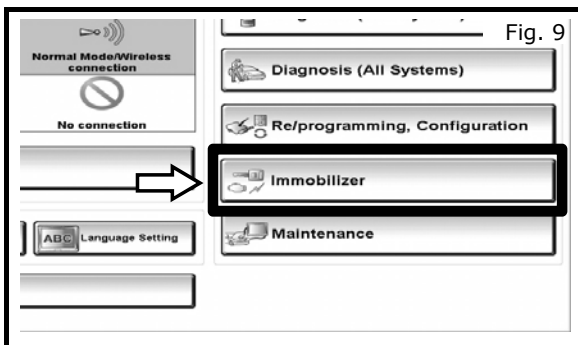 Fig. 9
Normal Mode/Wireless
connection
No connection
Diagnosis (All Systems)
Re/programming, Configuration
Immobilizer
ABC Language Setting
Maintenance